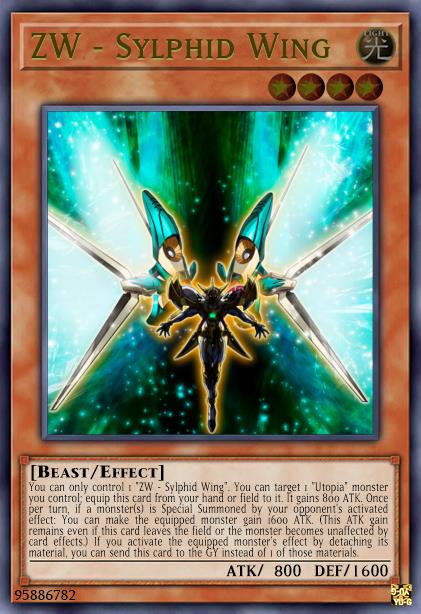 ZW - Sylphid Wing
LIGHT
光
[Beast/Effect]
You can only control 1 "ZW - Sylphid Wing". You can target 1 "Utopia" monster
you control; equip this card from your hand or field to it. It gains 800 ATK. Once
per turn, if a monster(s) is Special Summoned by your opponent's activated
effect: You can make the equipped monster gain 1600 ATK. (This ATK gain
remains even if this card leaves the field or the monster becomes unaffected by
card effects.) If you activate the equipped monster's effect by detaching its
material, you can send this card to the GY instead of 1 of those materials.
ATK/ 800 DEF/1600
95886782